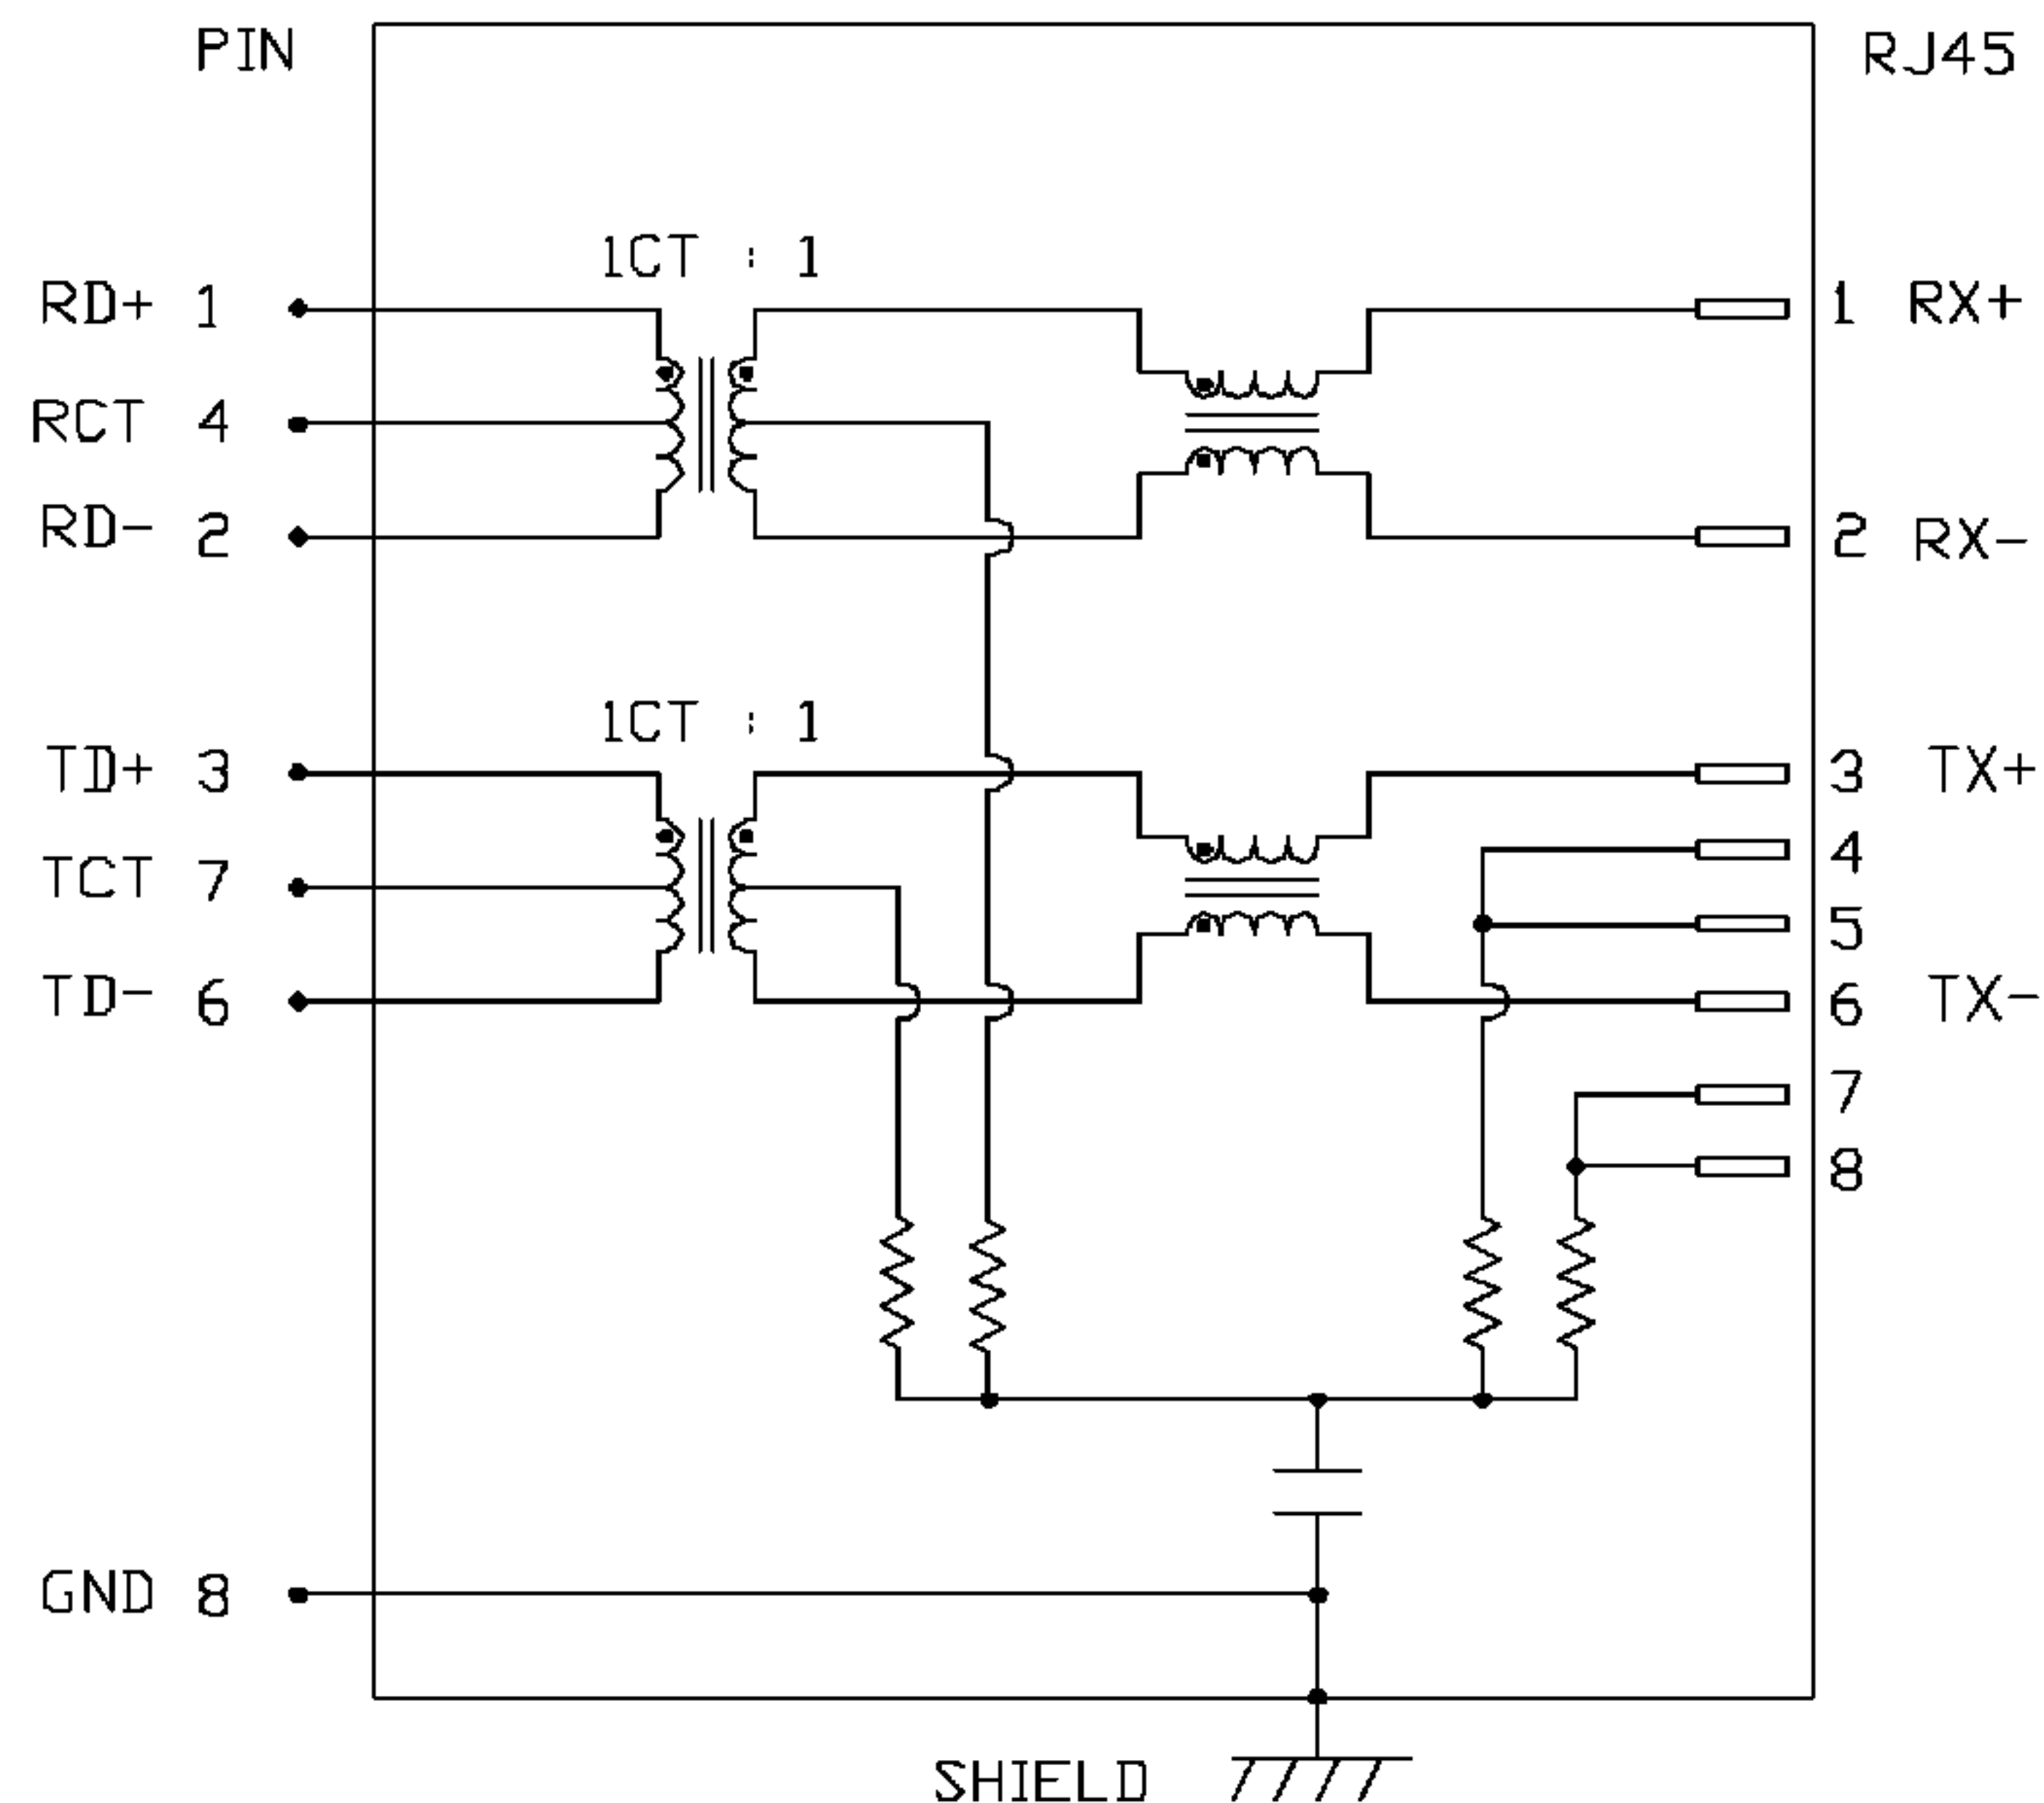 PIN RJ45
1CT : 1
RD+ 1 1 RX+
RCT 4
RD- 2 2 RX-
1CT : 1
TD+ 3 3 TX+
4
TCT 7
5
TD- 6 6 TX-
7
8
GND 8
SHIELD